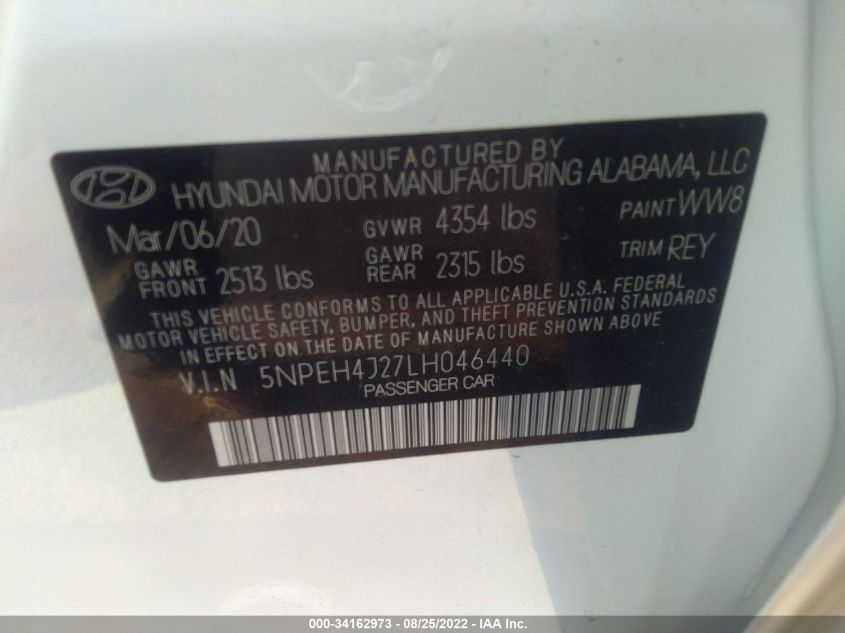 MANUFACTURED BY
HYUNDAI MOTOR MANUFACTURING ALABAMA, LLC
Mar/06/20 GVWR 4354 lbs PAINT WW8
GAWR FRONT 2513 lbs GAWR REAR 2315 lbs TRIM REY
THIS VEHICLE CONFORMS TO ALL APPLICABLE U.S.A. FEDERAL
MOTOR VEHICLE SAFETY, BUMPER, AND THEFT PREVENTION STANDARDS
IN EFFECT ON THE DATE OF MANUFACTURE SHOWN ABOVE
V.I.N 5NPEH4J27LH046440
PASSENGER CAR
000-34162973 - 08/25/2022 - IAA Inc.